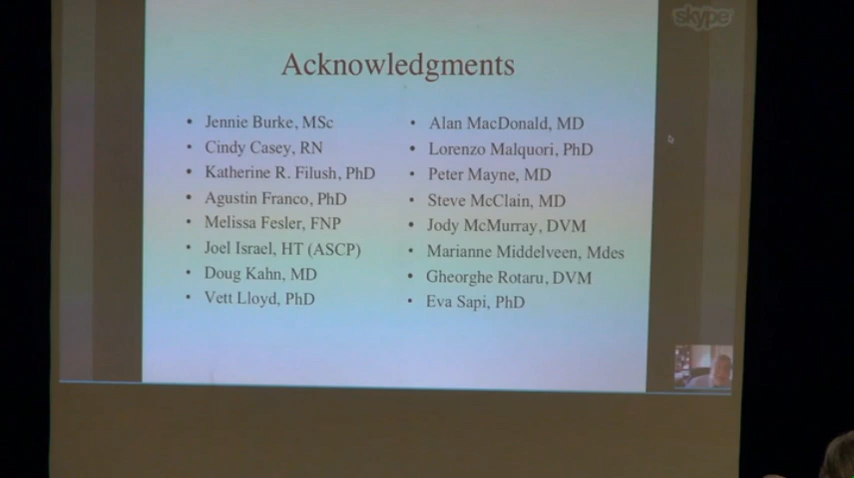 skype
Acknowledgments
• Jennie Burke, MSc
• Cindy Casey, RN
• Katherine R. Filush, PhD
• Agustin Franco, PhD
• Melissa Fesler, FNP
• Joel Israel, HT (ASCP)
• Doug Kahn, MD
• Vett Lloyd, PhD
• Alan MacDonald, MD
• Lorenzo Malquori, PhD
• Peter Mayne, MD
• Steve McClain, MD
• Jody McMurray, DVM
• Marianne Middelveen, Mdes
• Gheorghe Rotaru, DVM
• Eva Sapi, PhD